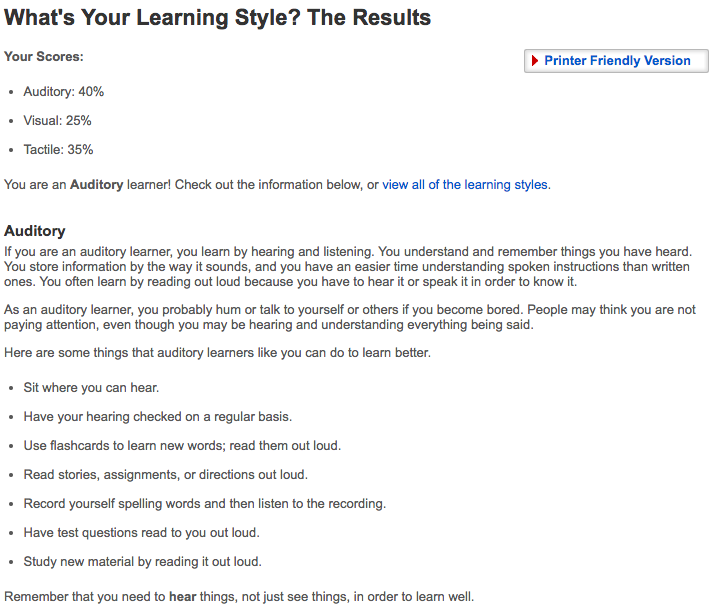 What's Your Learning Style? The Results
Your Scores:
Printer Friendly Version
• Auditory: 40%
• Visual: 25%
• Tactile: 35%
You are an Auditory learner! Check out the information below, or view all of the learning styles.
Auditory
If you are an auditory learner, you learn by hearing and listening. You understand and remember things you have heard.
You store information by the way it sounds, and you have an easier time understanding spoken instructions than written
ones. You often learn by reading out loud because you have to hear it or speak it in order to know it.
As an auditory learner, you probably hum or talk to yourself or others if you become bored. People may think you are not
paying attention, even though you may be hearing and understanding everything being said.
Here are some things that auditory learners like you can do to learn better.
• Sit where you can hear.
• Have your hearing checked on a regular basis.
• Use flashcards to learn new words; read them out loud.
• Read stories, assignments, or directions out loud.
• Record yourself spelling words and then listen to the recording.
• Have test questions read to you out loud.
• Study new material by reading it out loud.
Remember that you need to hear things, not just see things, in order to learn well.